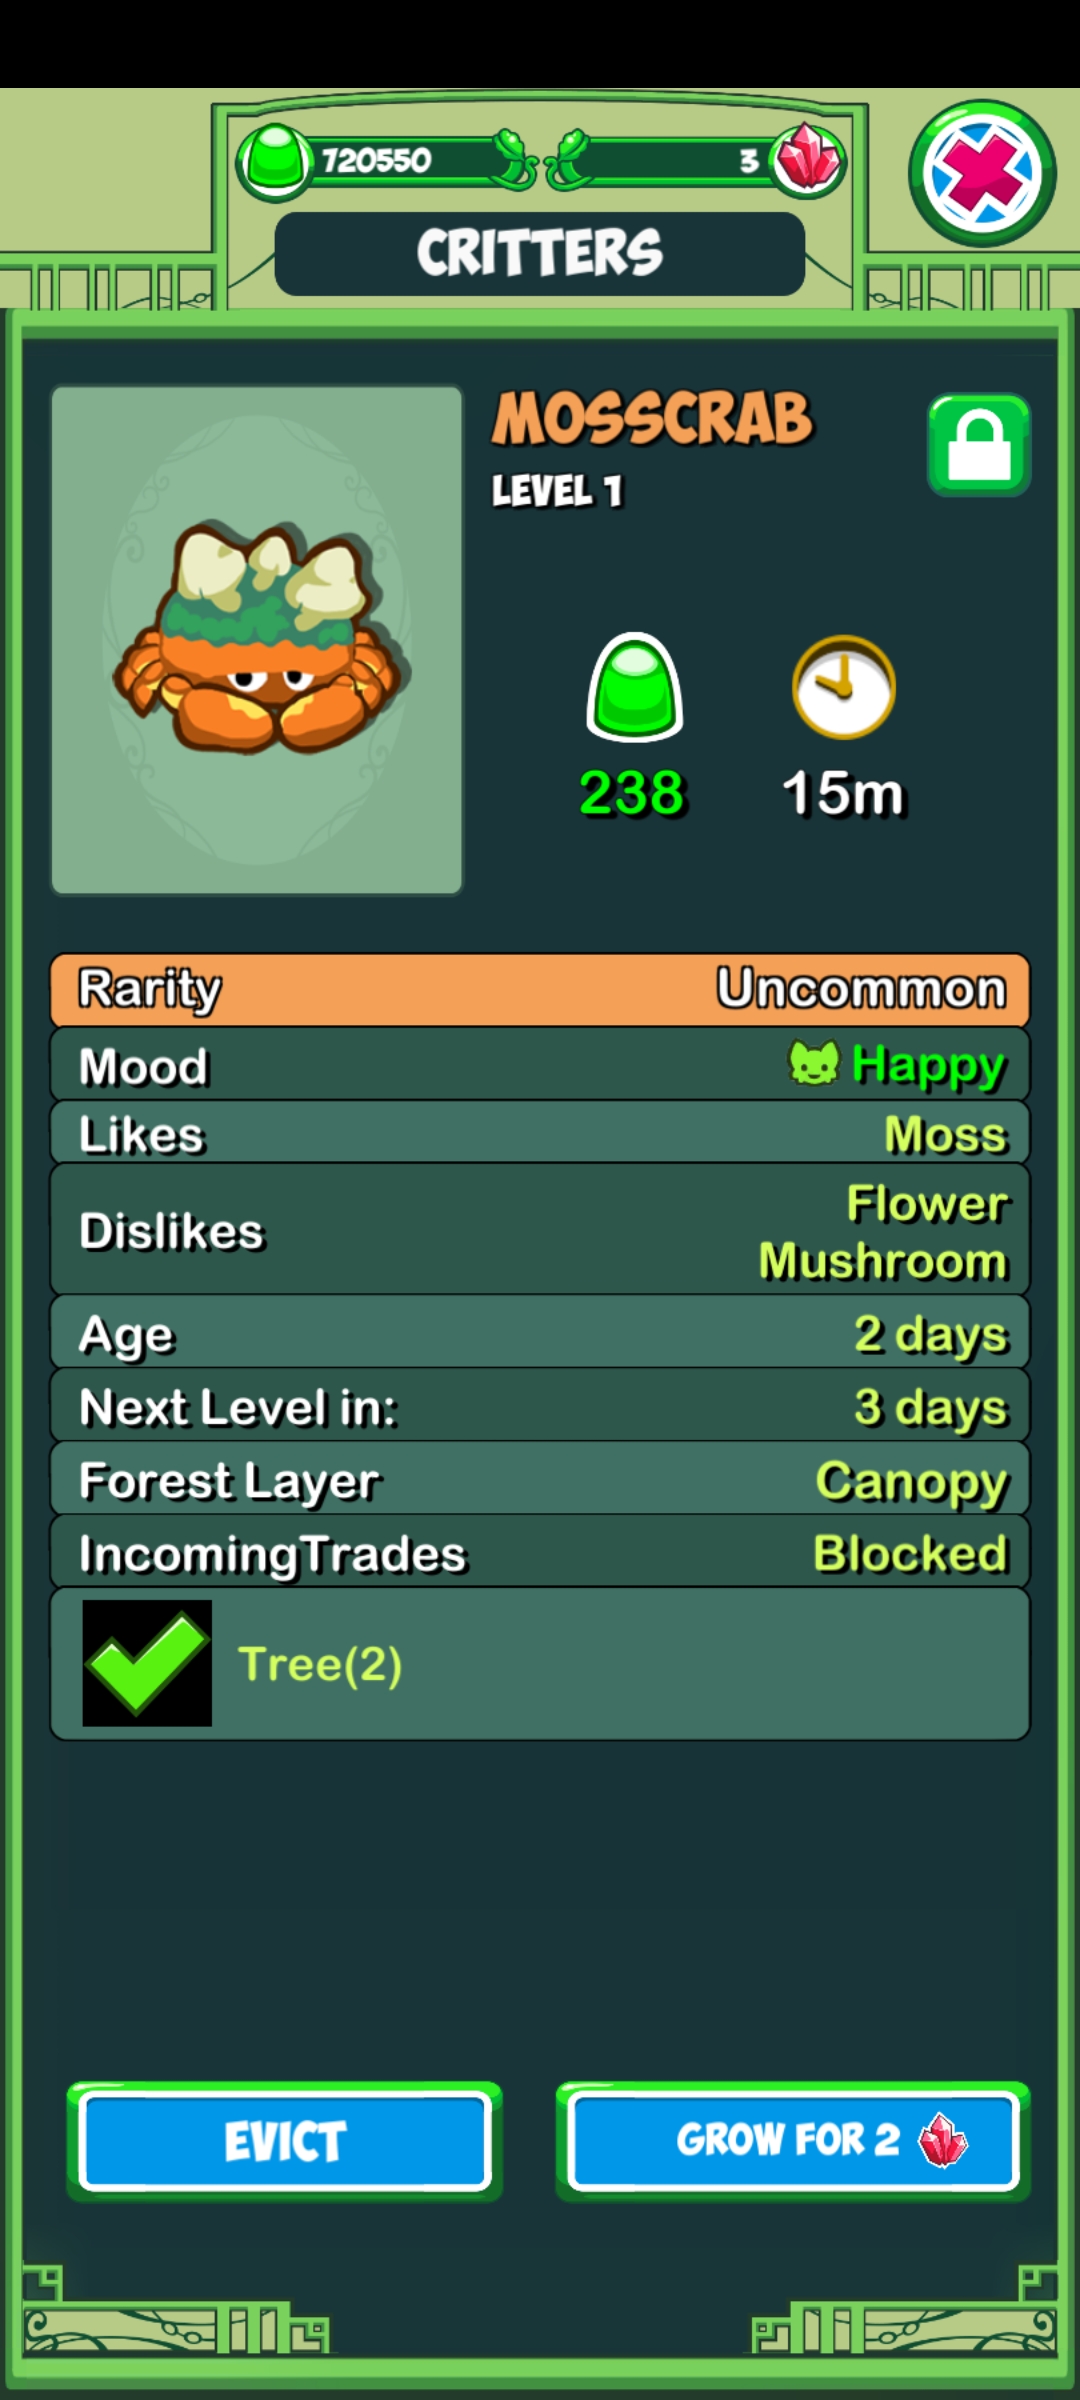 720550
3
CRITTERS
MOSSCRAB
LEVEL 1
238
15m
Rarity Uncommon
Mood Happy
Likes Moss
Dislikes Flower
Mushroom
Age 2 days
Next Level in: 3 days
Forest Layer Canopy
IncomingTrades Blocked
Tree(2)
EVICT
GROW FOR 2